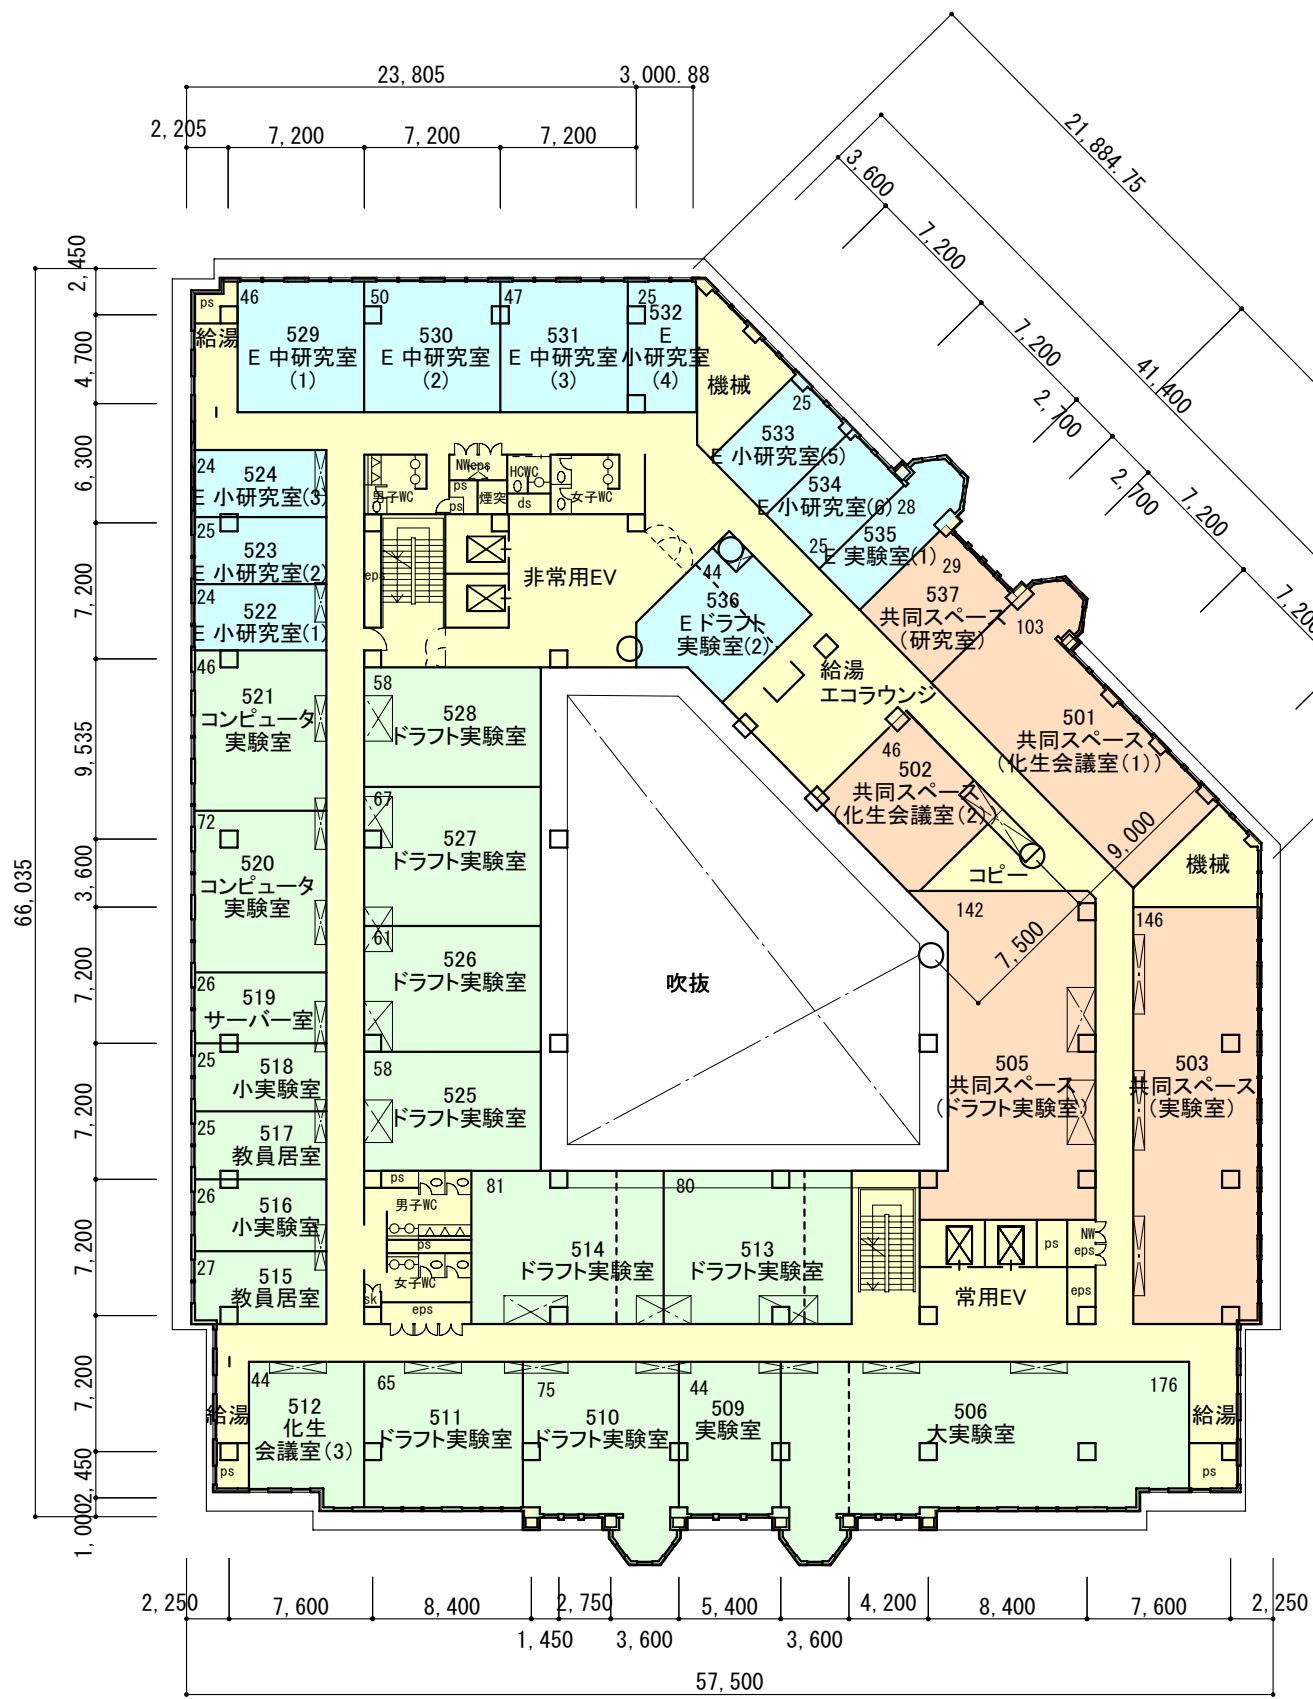 23,805
3,000.88
2,205
7,200
7,200
7,200
21,884.75
3,600
7,200
7,200
41,400
2,700
2,700
7,200
7,200
2,450
4,700
6,300
7,200
9,535
3,600
7,200
7,200
7,200
7,200
2,450
1,000
66,035
ps
給湯
46
529
E 中研究室
(1)
50
530
E 中研究室
(2)
47
531
E 中研究室
(3)
25
532
E
小研究室
(4)
機械
25
533
E 小研究室(5)
534
E 小研究室(6)
25
28
535
E 実験室(1)
29
537
共同スペース
(研究室)
103
501
共同スペース
(化生会議室(1))
9,000
機械
24
524
E 小研究室(3)
25
523
E 小研究室(2)
24
522
E 小研究室(1)
男子WC
NW
eps
ps
ps
煙突
HCWC
ds
女子WC
eps
非常用EV
44
536
E ドラフト
実験室(2)
給湯
エコラウンジ
46
502
共同スペース
(化生会議室(2))
コピー
46
521
コンピュータ
実験室
58
528
ドラフト実験室
72
520
コンピュータ
実験室
67
527
ドラフト実験室
61
526
ドラフト実験室
吹抜
142
7,500
505
共同スペース
(ドラフト実験室)
146
503
共同スペース
(実験室)
26
519
サーバー室
25
518
小実験室
58
525
ドラフト実験室
25
517
教員居室
26
516
小実験室
27
515
教員居室
ps
男子WC
ps
女子WC
sk
eps
81
514
ドラフト実験室
80
513
ドラフト実験室
ps
NW
eps
eps
常用EV
給湯
ps
44
512
化生
会議室(3)
65
511
ドラフト実験室
75
510
ドラフト実験室
44
509
実験室
176
506
大実験室
給湯
ps
2,250
7,600
8,400
1,450
2,750
3,600
5,400
3,600
4,200
8,400
7,600
2,250
57,500